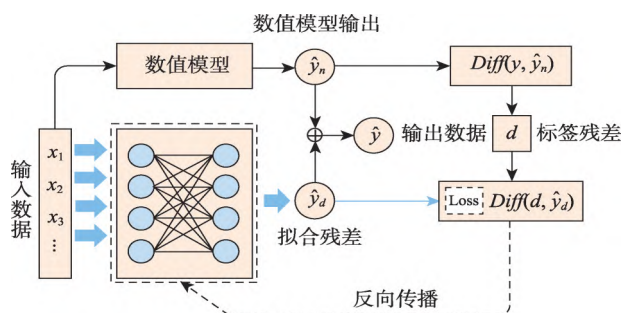 数值模型输出
数值模型
ŷₙ
Diff(y, ŷₙ)
输入数据
x₁
x₂
x₃
⋮
ŷ
输出数据
d
标签残差
ŷ_d
拟合残差
Loss Diff(d, ŷ_d)
反向传播